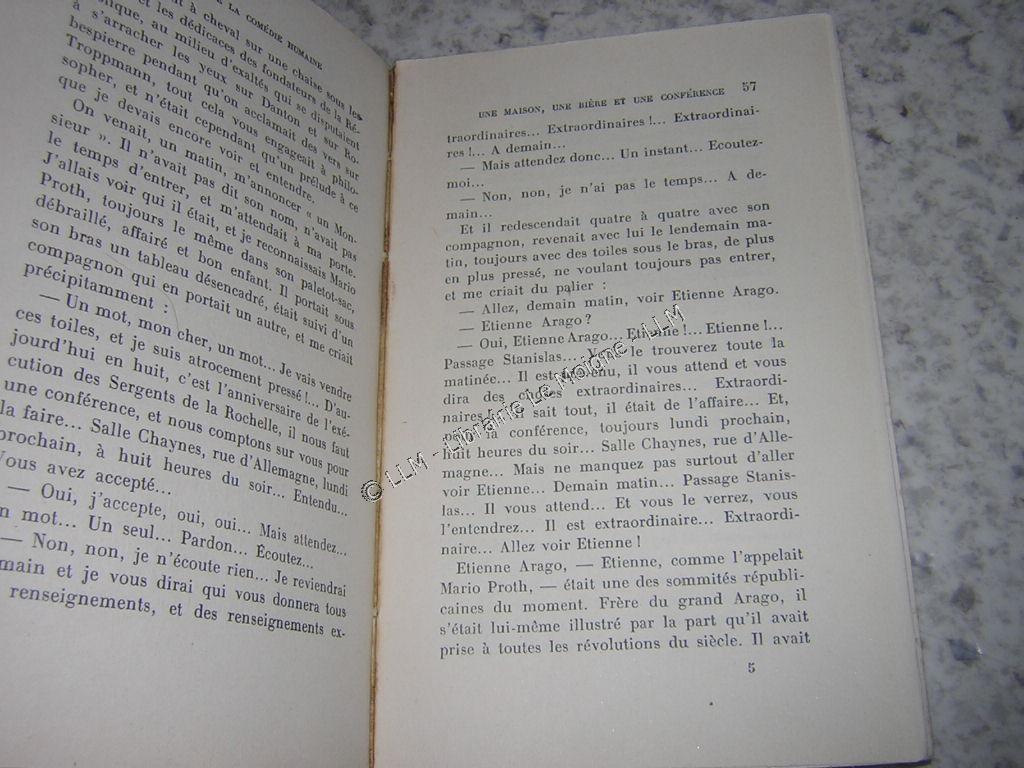 LA COMÉDIE HUMAINE
à cheval sur une chaise sous les
et les dédicaces des fondateurs de la Ré-
au milieu d'exaltés qui se disputaient
à s'arracher les yeux sur Danton et sur Ro-
bespierre pendant qu'on acclamait des vers sur
Troppmann, tout cela vous engageait à philo-
sopher, et n'était cependant qu'un prélude à ce
que je devais encore voir et entendre.
On venait, un matin, m'annoncer « un Mon-
sieur ». Il n'avait pas dit son nom, n'avait pas
le temps d'entrer, et m'attendait à ma porte.
J'allais voir qui il était, et je reconnaissais Mario
Proth, toujours le même dans son paletot-sac,
débraillé, affairé et bon enfant. Il portait sous
son bras un tableau désencadré, était suivi d'un
compagnon qui en portait un autre, et me criait
précipitamment :
— Un mot, mon cher, un mot... Je vais vendre
ces toiles, et je suis atrocement pressé !... D'au-
jourd'hui en huit, c'est l'anniversaire de l'exé-
cution des Sergents de la Rochelle, il nous faut
une conférence, et nous comptons sur vous pour
la faire... Salle Chaynes, rue d'Allemagne, lundi
prochain, à huit heures du soir... Entendu...
Vous avez accepté...
— Oui, j'accepte, oui, oui... Mais attendez...
n mot... Un seul... Pardon... Écoutez...
— Non, non, je n'écoute rien... Je reviendrai
main et je vous dirai qui vous donnera tous
renseignements, et des renseignements ex-
UNE MAISON, UNE BIÈRE ET UNE CONFÉRENCE 57
traordinaires... Extraordinaires !... Extraordinai-
res !... A demain...
— Mais attendez donc... Un instant... Ecoutez-
moi...
— Non, non, je n'ai pas le temps... A de-
main...
Et il redescendait quatre à quatre avec son
compagnon, revenait avec lui le lendemain ma-
tin, toujours avec des toiles sous le bras, de plus
en plus pressé, ne voulant toujours pas entrer,
et me criait du palier :
— Allez, demain matin, voir Etienne Arago.
— Etienne Arago ?
— Oui, Etienne Arago... Etienne !... Etienne !...
Passage Stanislas... Vous le trouverez toute la
matinée... Il est prévenu, il vous attend et vous
dira des choses extraordinaires... Extraordi-
naires !... Il sait tout, il était de l'affaire... Et,
pour la conférence, toujours lundi prochain,
huit heures du soir... Salle Chaynes, rue d'Alle-
magne... Mais ne manquez pas surtout d'aller
voir Etienne... Demain matin... Passage Stanis-
las... Il vous attend... Et vous le verrez, vous
l'entendrez... Il est extraordinaire... Extraordi-
naire... Allez voir Etienne !
Etienne Arago, — Etienne, comme l'appelait
Mario Proth, — était une des sommités républi-
caines du moment. Frère du grand Arago, il
s'était lui-même illustré par la part qu'il avait
prise à toutes les révolutions du siècle. Il avait
5
© LLM - Librairie Le Moigne / LLM